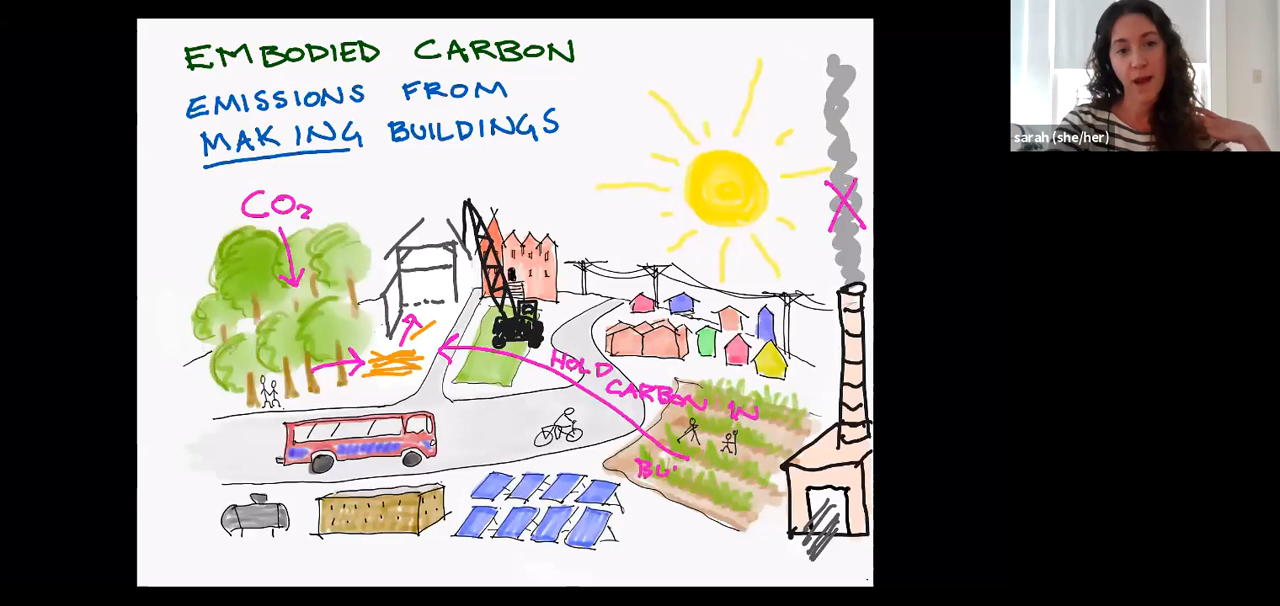 EMBODIED CARBON
EMISSIONS FROM
MAKING BUILDINGS
sarah (she/her)
CO₂
HOLD
CARBON IN